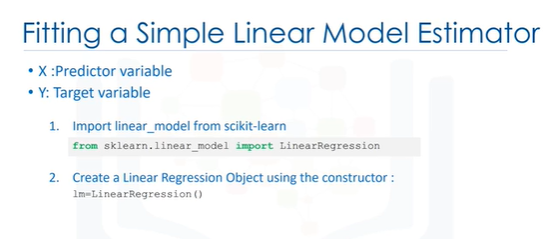 Fitting a Simple Linear Model Estimator
• X :Predictor variable
• Y: Target variable
1. Import linear_model from scikit-learn
from sklearn.linear_model import LinearRegression
2. Create a Linear Regression Object using the constructor :
lm=LinearRegression()